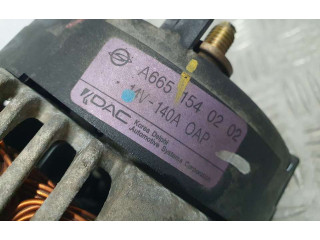 A665 154 02 02
14V-140A OAP
KDAC Korea Delphi
Automotive Systems Corporation